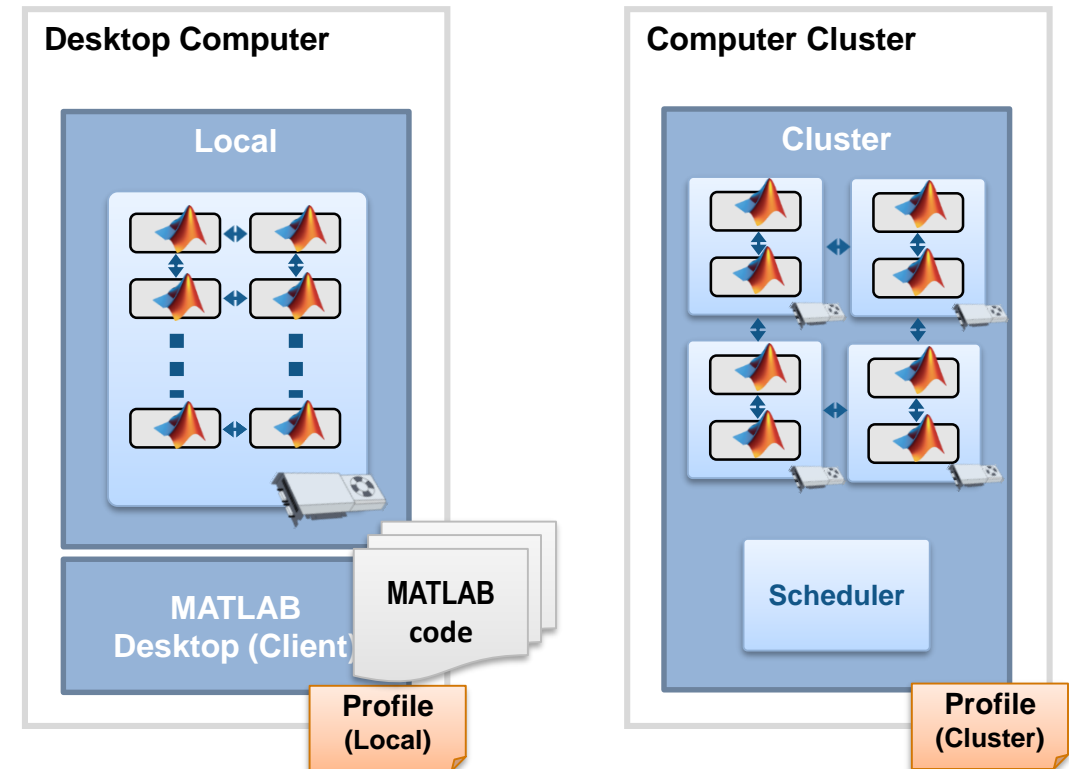 Desktop Computer
Local
MATLAB
Desktop (Client)
MATLAB
code
Profile
(Local)
Computer Cluster
Cluster
Scheduler
Profile
(Cluster)